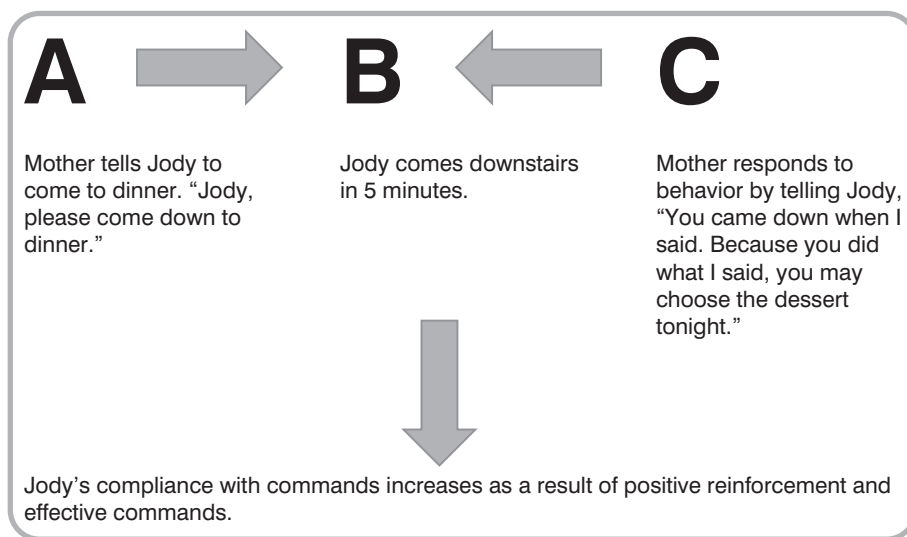 A
B
C
Mother tells Jody to
come to dinner. “Jody,
please come down to
dinner.”
Jody comes downstairs
in 5 minutes.
Mother responds to
behavior by telling Jody,
“You came down when I
said. Because you did
what I said, you may
choose the dessert
tonight.”
Jody’s compliance with commands increases as a result of positive reinforcement and
effective commands.